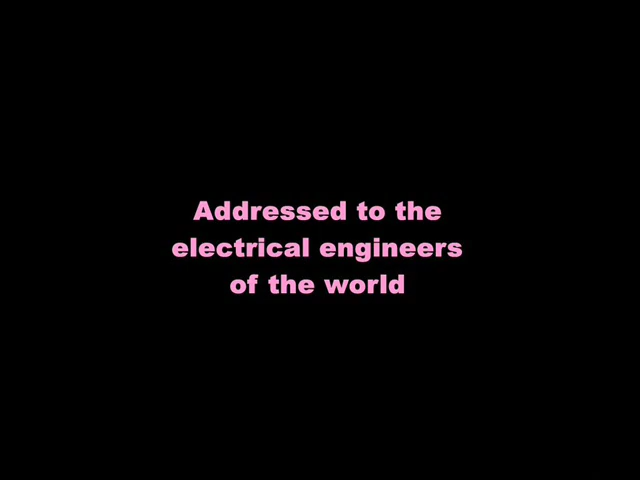 Addressed to the
electrical engineers
of the world